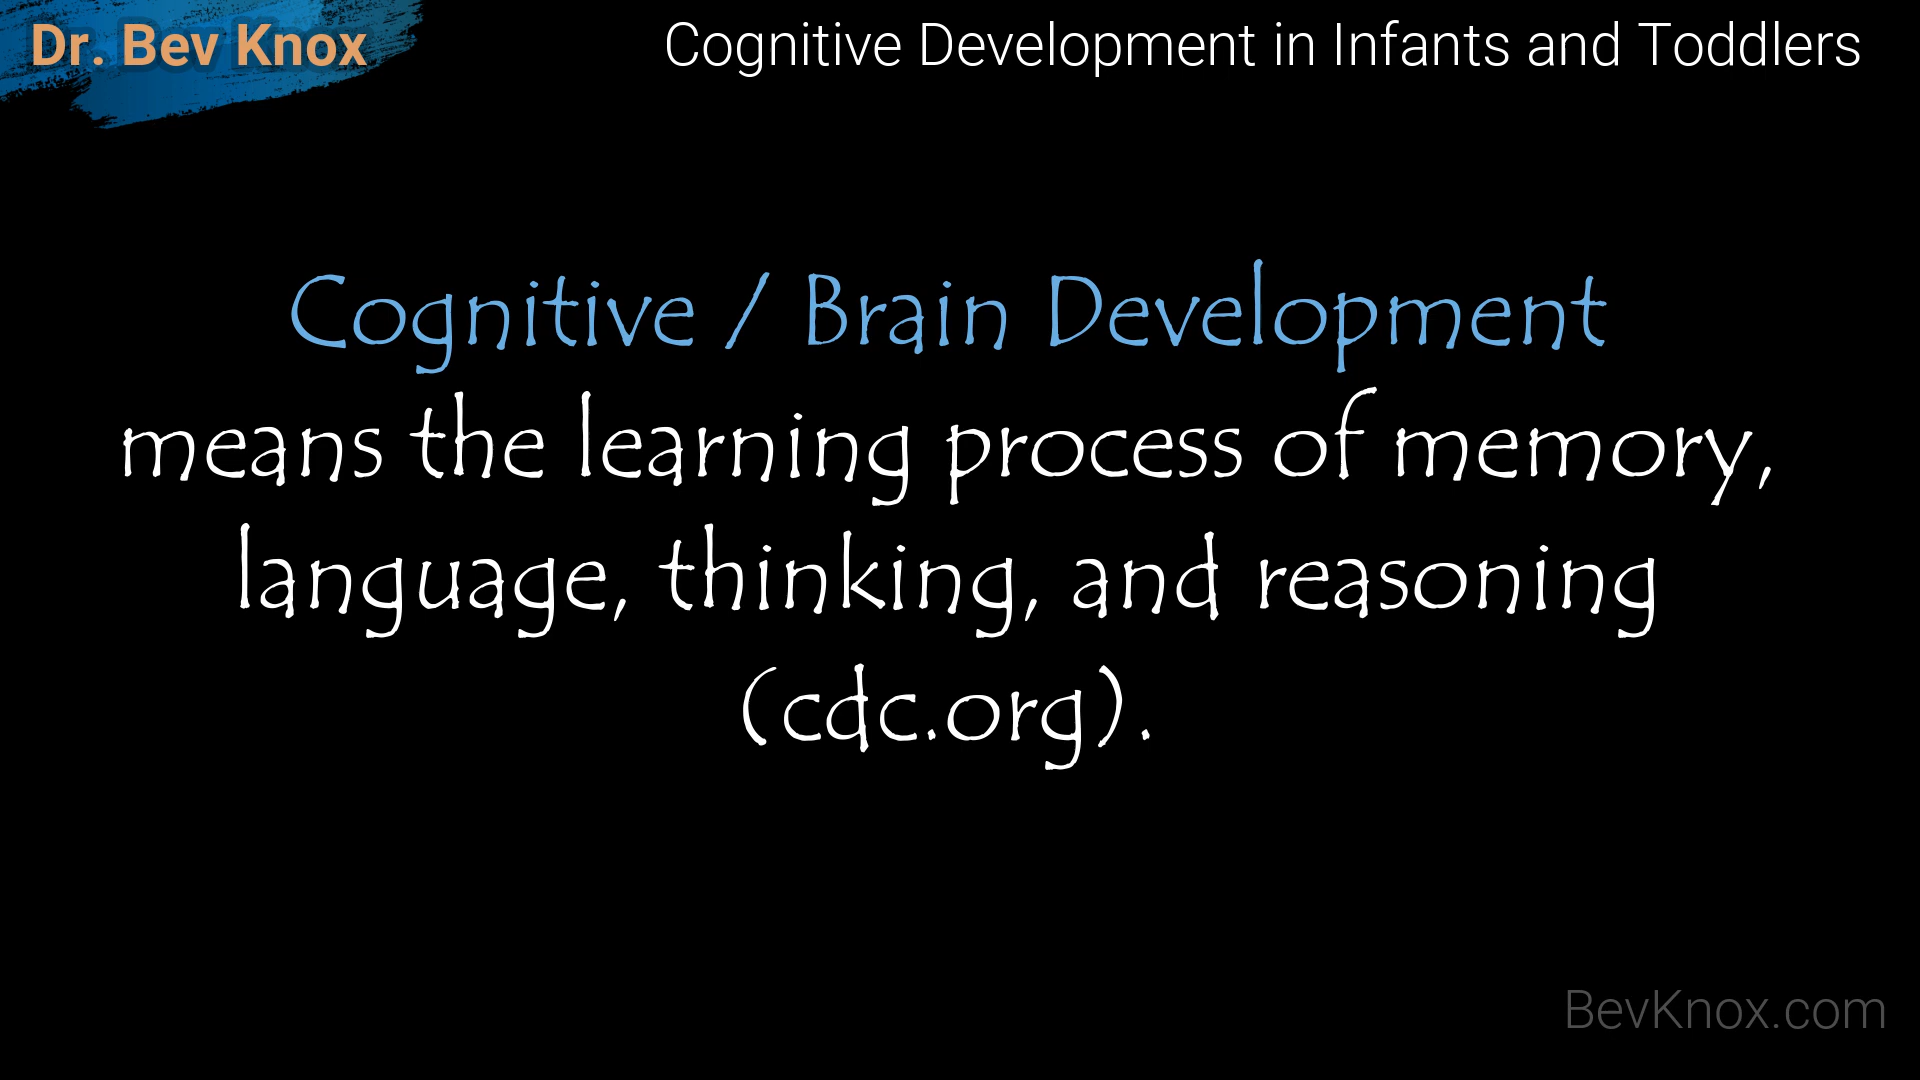 Dr. Bev Knox
Cognitive Development in Infants and Toddlers
Cognitive / Brain Development
means the learning process of memory,
language, thinking, and reasoning
(cdc.org).
BevKnox.com